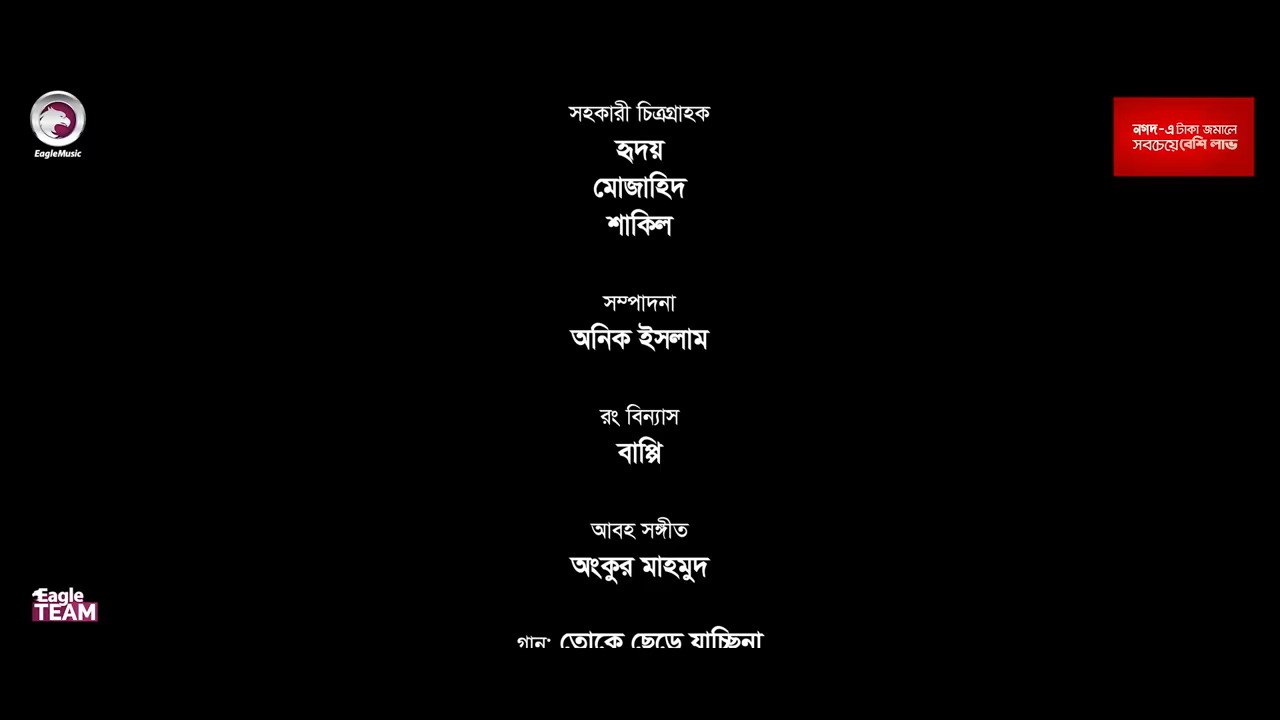 EagleMusic
সহকারী চিত্রগ্রাহক
হৃদয়
মোজাহিদ
শাকিল
নগদ-এ টাকা জমালে
সবচেয়ে বেশি লাভ
সম্পাদনা
অনিক ইসলাম
রং বিন্যাস
বাপ্পি
আবহ সঙ্গীত
অংকুর মাহমুদ
Eagle
TEAM
গান: তোকে ছেড়ে যাচ্ছিনা